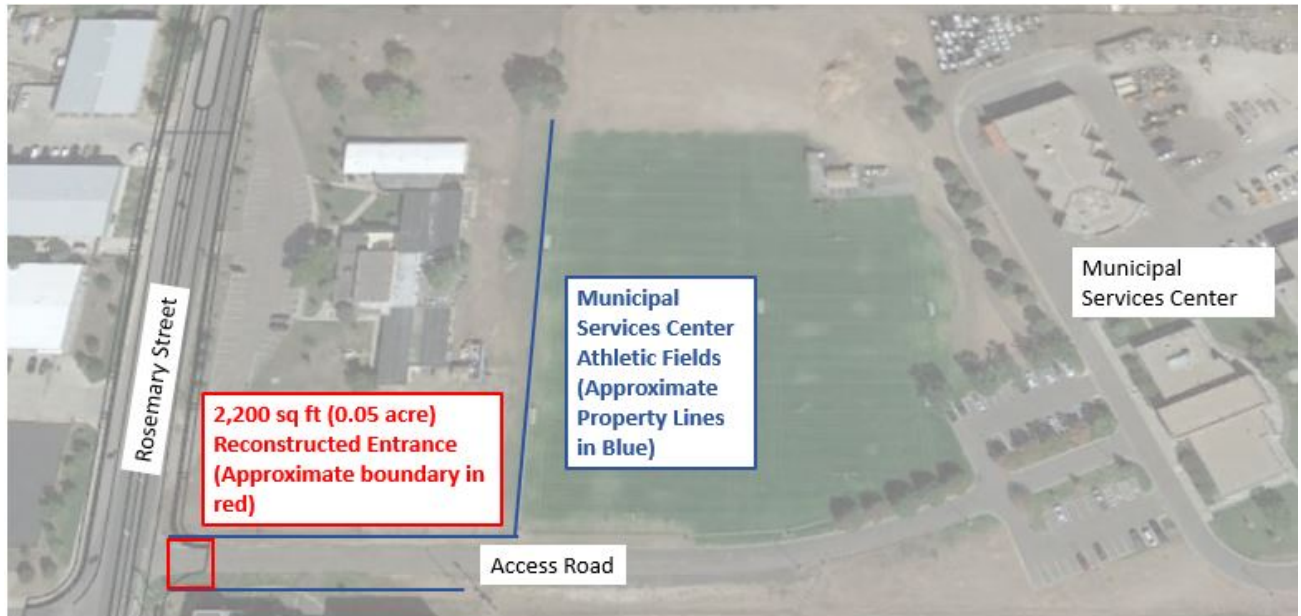 Municipal
Services Center
Municipal
Services Center
Athletic Fields
(Approximate
Property Lines
in Blue)
Rosemary Street
2,200 sq ft (0.05 acre)
Reconstructed Entrance
(Approximate boundary in
red)
Access Road